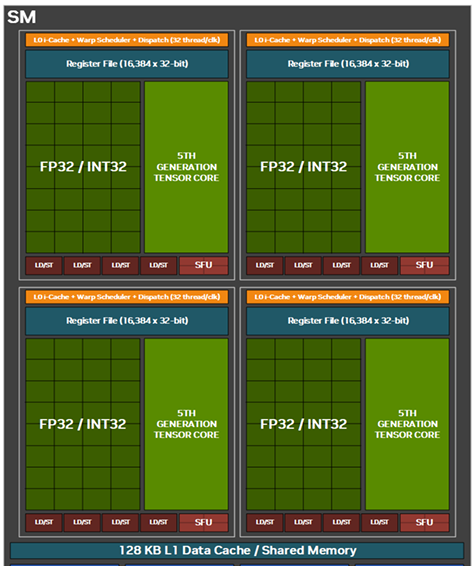 SM
L0 i-Cache + Warp Scheduler + Dispatch (32 thread/clk)
Register File (16,384 x 32-bit)
FP32 / INT32
5TH
GENERATION
TENSOR CORE
LD/ST LD/ST LD/ST LD/ST SFU
L0 i-Cache + Warp Scheduler + Dispatch (32 thread/clk)
Register File (16,384 x 32-bit)
FP32 / INT32
5TH
GENERATION
TENSOR CORE
LD/ST LD/ST LD/ST LD/ST SFU
L0 i-Cache + Warp Scheduler + Dispatch (32 thread/clk)
Register File (16,384 x 32-bit)
FP32 / INT32
5TH
GENERATION
TENSOR CORE
LD/ST LD/ST LD/ST LD/ST SFU
L0 i-Cache + Warp Scheduler + Dispatch (32 thread/clk)
Register File (16,384 x 32-bit)
FP32 / INT32
5TH
GENERATION
TENSOR CORE
LD/ST LD/ST LD/ST LD/ST SFU
128 KB L1 Data Cache / Shared Memory